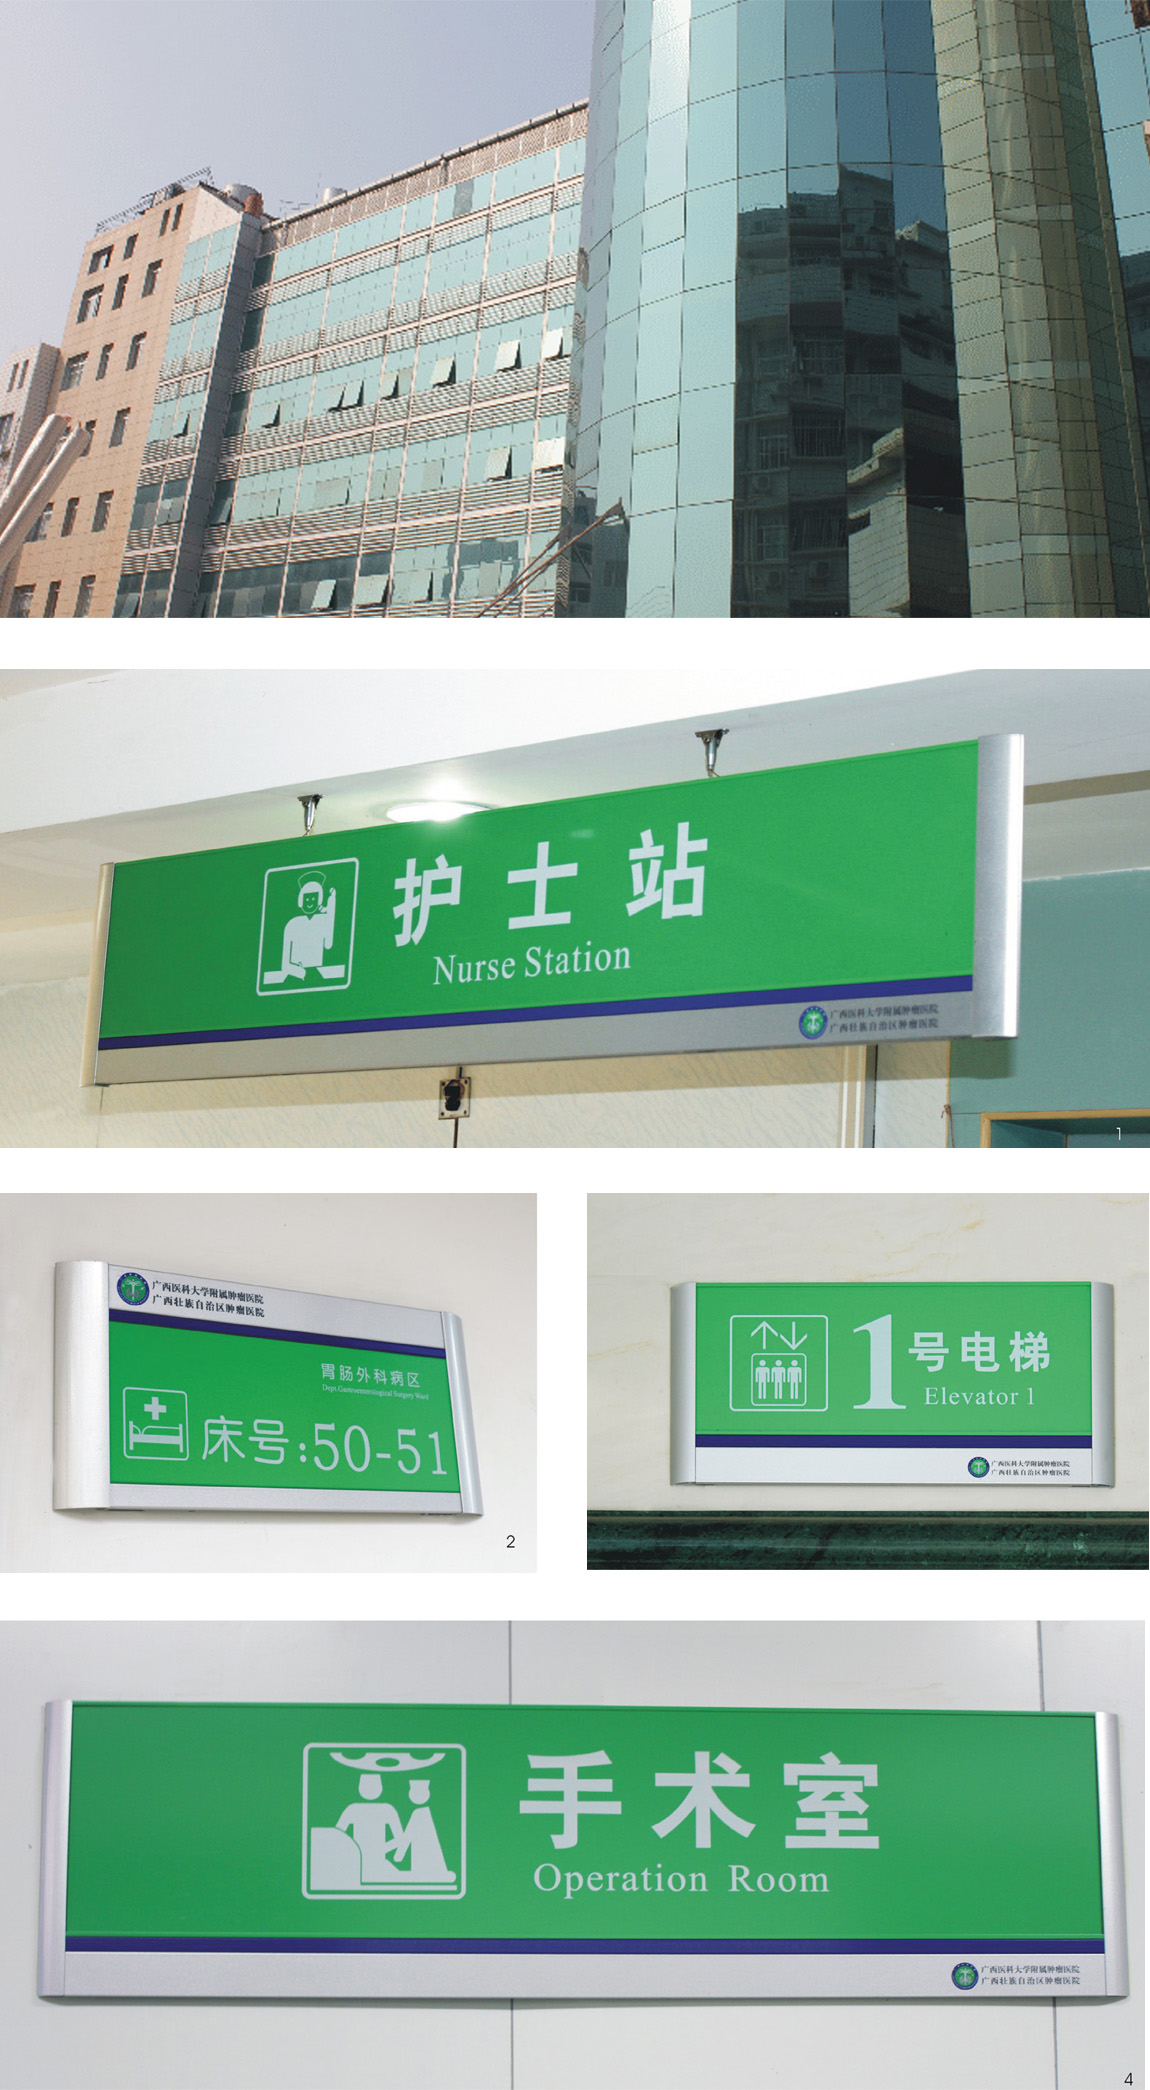 护士站
Nurse Station
广西医科大学附属肿瘤医院
广西壮族自治区肿瘤医院
1
广西医科大学附属肿瘤医院
广西壮族自治区肿瘤医院
胃肠外科病区
Dept.Gastroenterological Surgery Ward
床号:50-51
2
1号电梯
Elevator 1
广西医科大学附属肿瘤医院
广西壮族自治区肿瘤医院
手术室
Operation Room
广西医科大学附属肿瘤医院
广西壮族自治区肿瘤医院
4